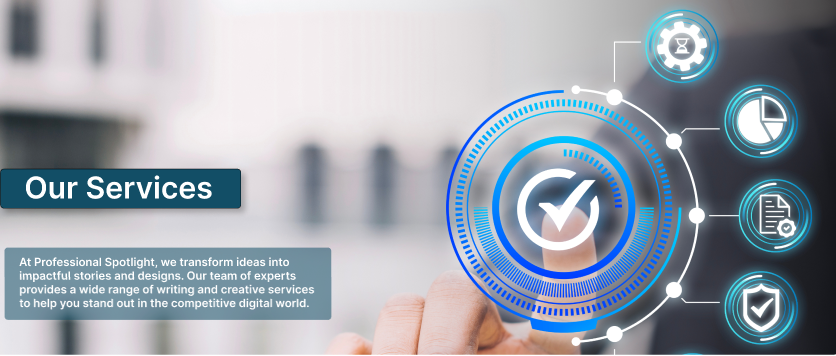 Our Services
At Professional Spotlight, we transform ideas into
impactful stories and designs. Our team of experts
provides a wide range of writing and creative services
to help you stand out in the competitive digital world.